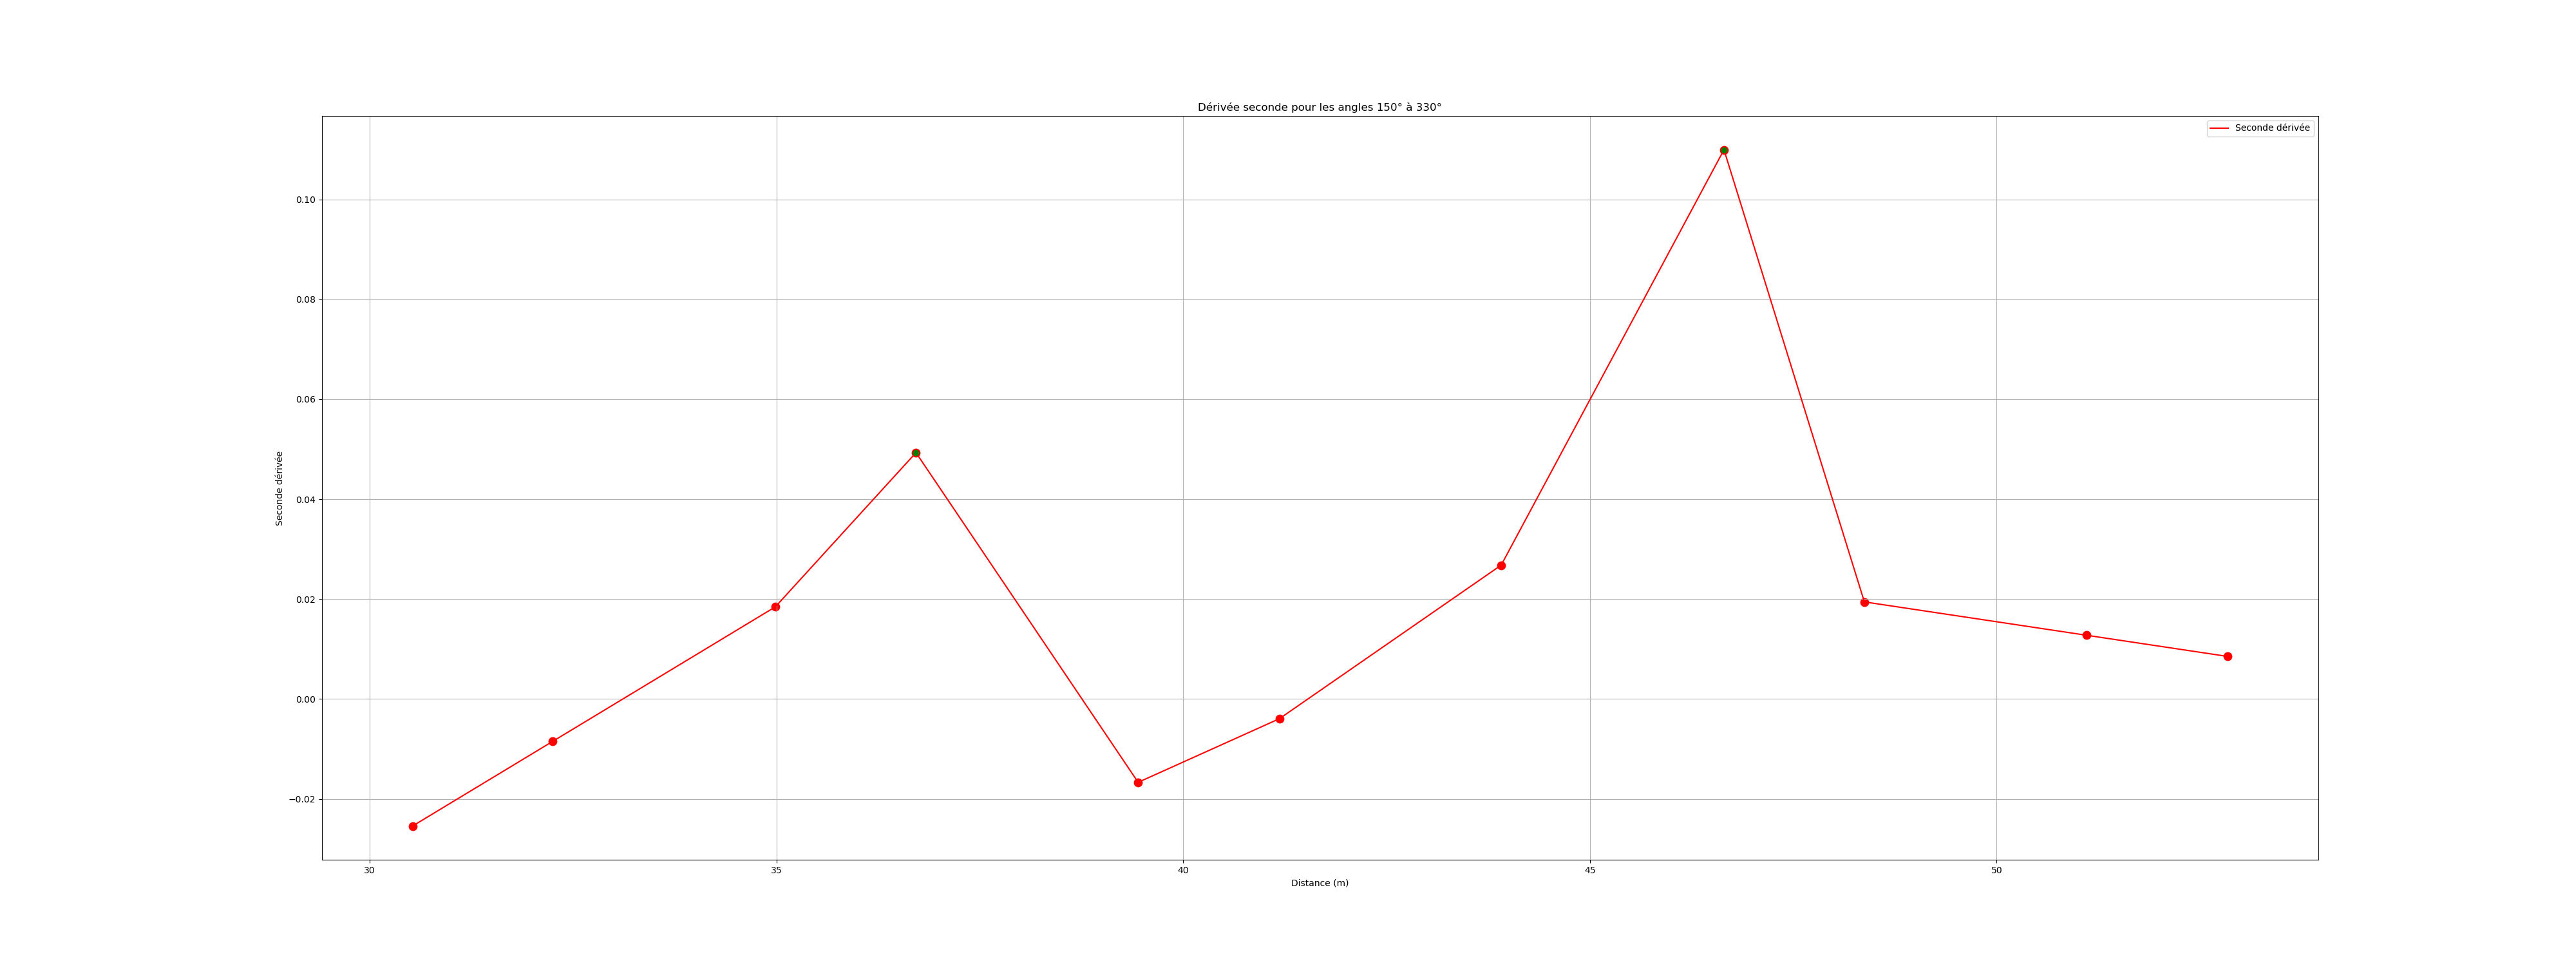 Dérivée seconde pour les angles 150° à 330°
Seconde dérivée
0.10
0.08
0.06
0.04
0.02
0.00
−0.02
Seconde dérivée
30 35 40 45 50
Distance (m)